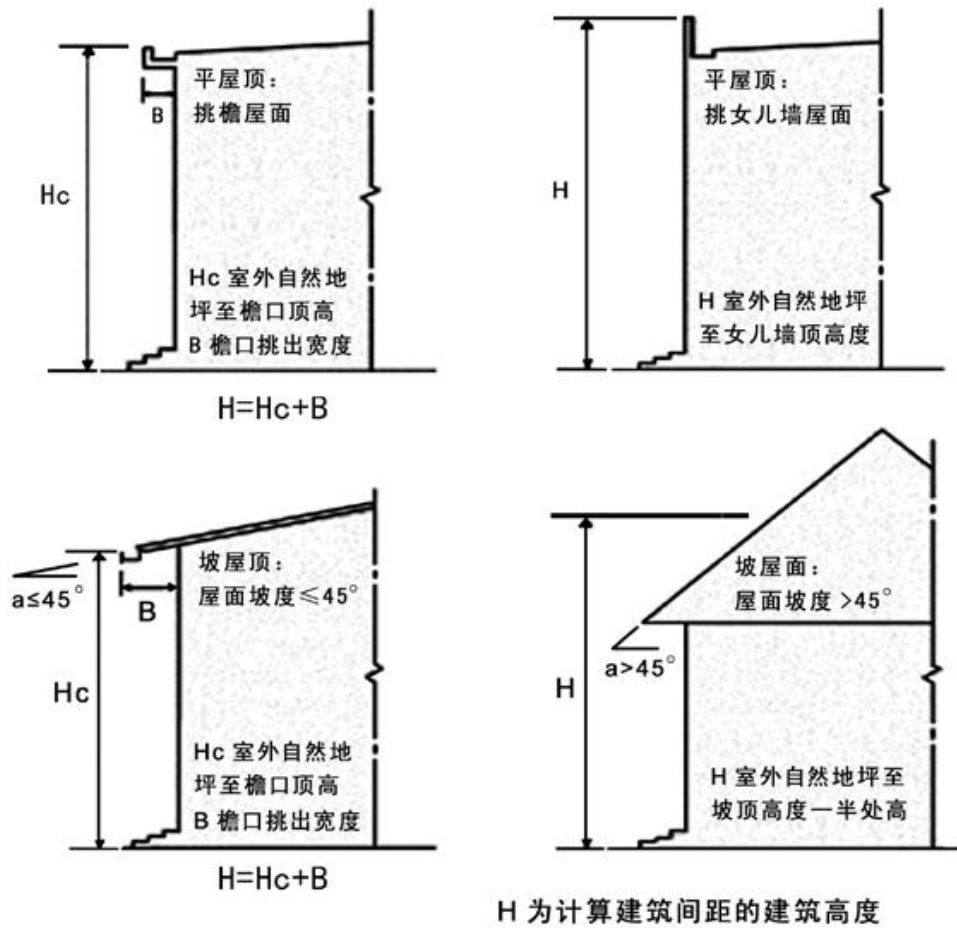 平屋顶：
挑檐屋面
B
Hc
Hc 室外自然地
坪至檐口顶高
B 檐口挑出宽度
H=Hc+B
平屋顶：
挑女儿墙屋面
H
H 室外自然地坪
至女儿墙顶高度
坡屋顶：
屋面坡度≤45°
a≤45°
B
Hc
Hc 室外自然地
坪至檐口顶高
B 檐口挑出宽度
H=Hc+B
坡屋面：
屋面坡度>45°
a>45°
H
H 室外自然地坪至
坡顶高度一半处高
H 为计算建筑间距的建筑高度